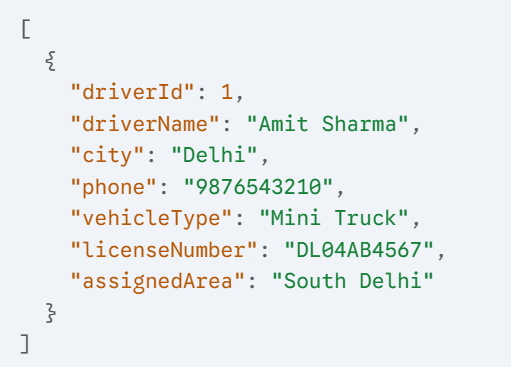 [
  {
    "driverId": 1,
    "driverName": "Amit Sharma",
    "city": "Delhi",
    "phone": "9876543210",
    "vehicleType": "Mini Truck",
    "licenseNumber": "DL04AB4567",
    "assignedArea": "South Delhi"
  }
]